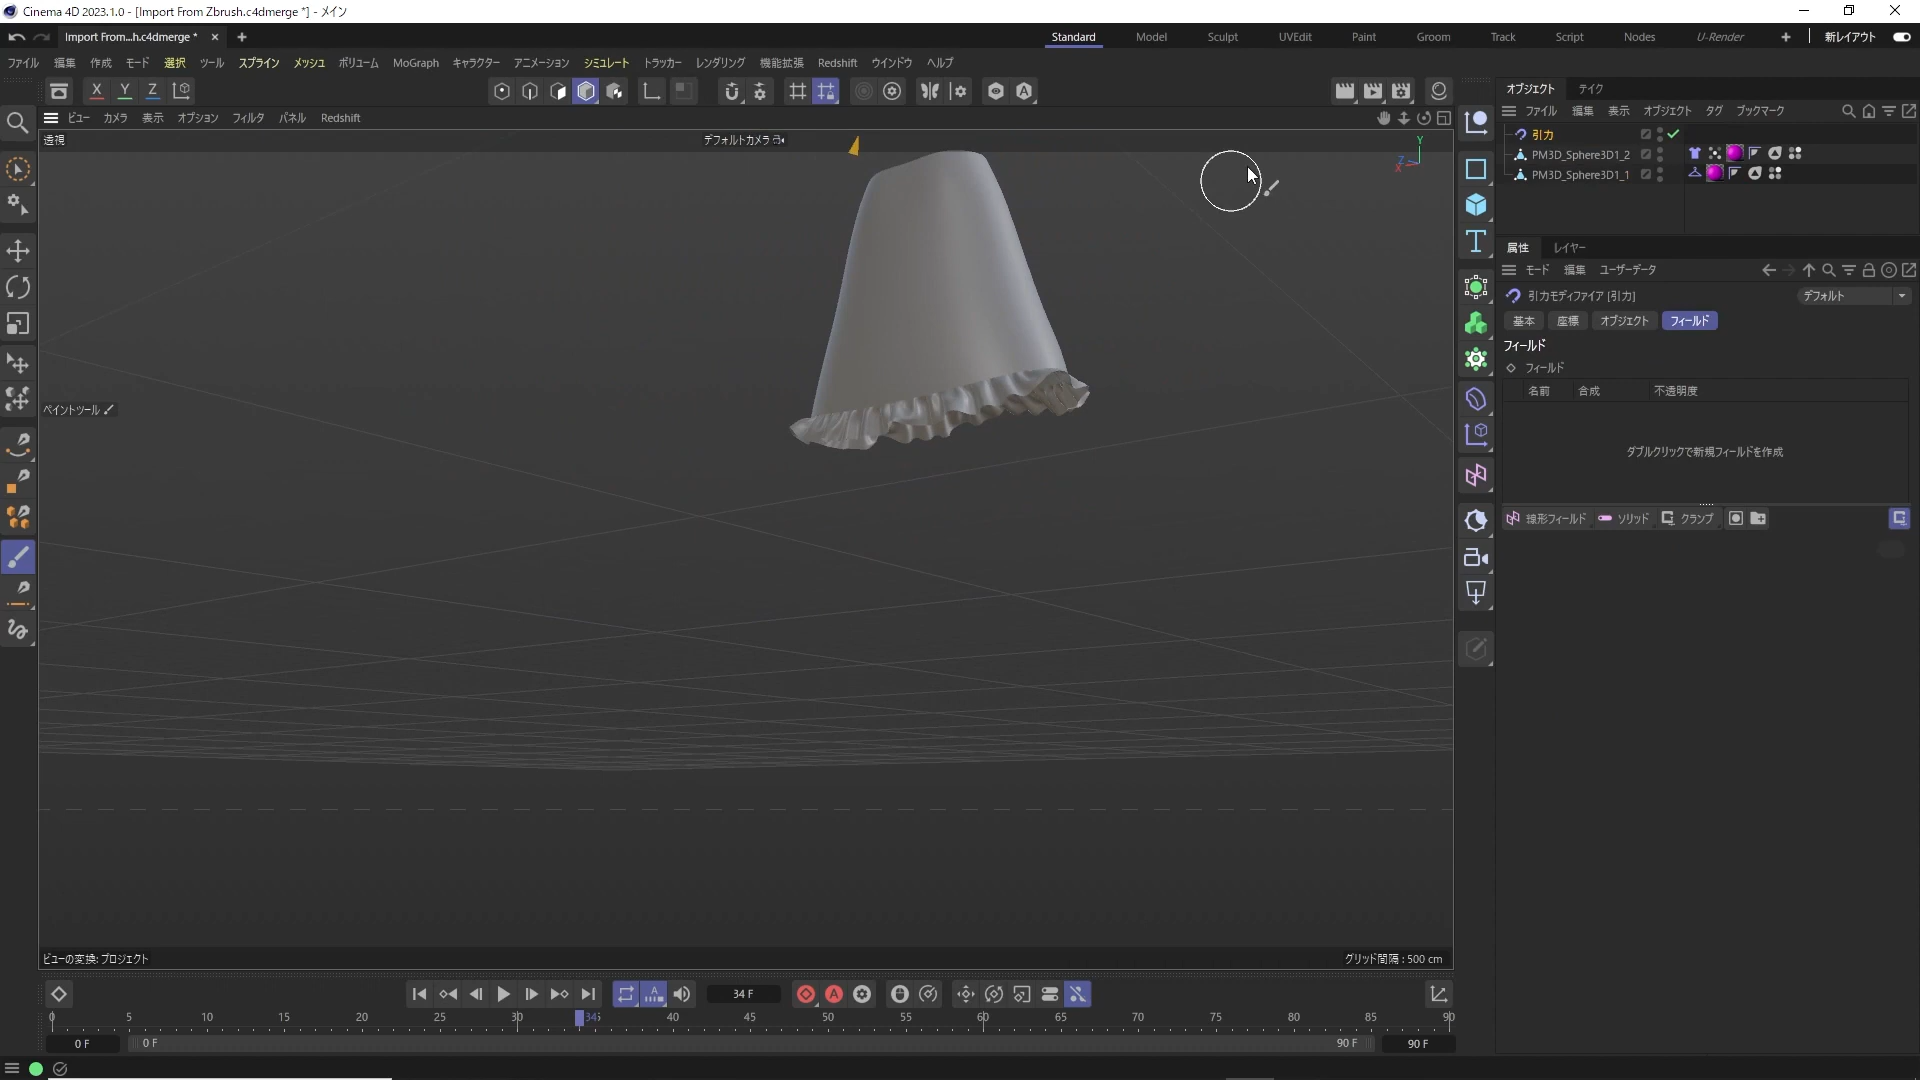 Cinema 4D 2023.1.0 - [Import From Zbrush.c4dmerge *] - メイン
Import From...h.c4dmerge *
Standard Model Sculpt UVEdit Paint Groom Track Script Nodes U-Render 新レイアウト
ファイル 編集 作成 モード 選択 ツール スプライン メッシュ ボリューム MoGraph キャラクター アニメーション シミュレート トラッカー レンダリング 機能拡張 Redshift ウインドウ ヘルプ
X Y Z
オブジェクト テイク
ファイル 編集 表示 オブジェクト タグ ブックマーク
ビュー カメラ 表示 オプション フィルタ パネル Redshift
透視
デフォルトカメラ
Y
Z
X
引力
PM3D_Sphere3D1_2
PM3D_Sphere3D1_1
属性 レイヤー
モード 編集 ユーザーデータ
引力モディファイア [引力]
デフォルト
基本 座標 オブジェクト フィールド
フィールド
フィールド
名前 合成 不透明度
ダブルクリックで新規フィールドを作成
線形フィールド ソリッド クランプ
ペイントツール
ビューの変換: プロジェクト
グリッド間隔 : 500 cm
34 F
0 5 10 15 20 25 30 345 40 45 50 55 60 65 70 75 80 85 90
0 F 0 F 90 F 90 F